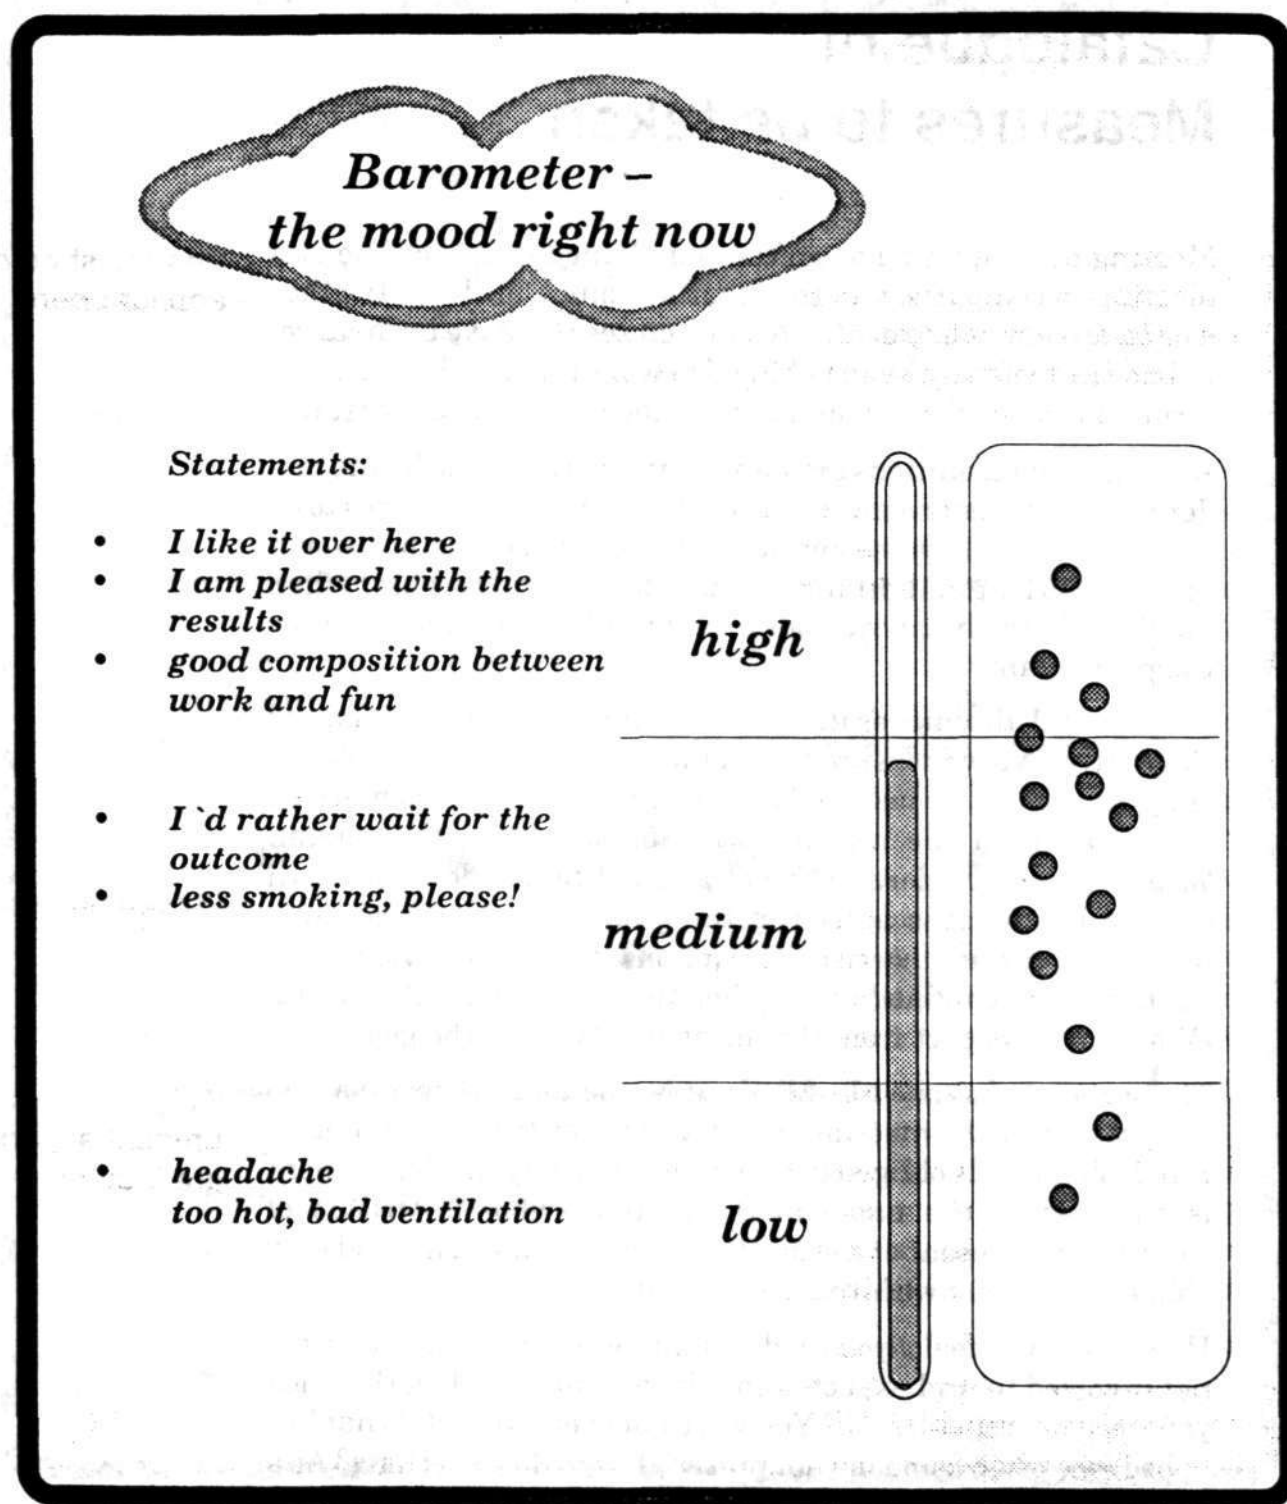 Barometer –
the mood right now
Statements:
• I like it over here
• I am pleased with the
results
• good composition between
work and fun
high
• I `d rather wait for the
outcome
• less smoking, please!
medium
• headache
too hot, bad ventilation
low